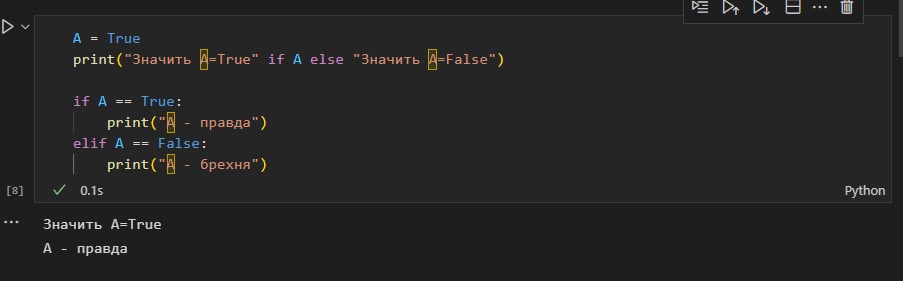 A = True
print("Значить А=True" if A else "Значить А=False")
if A == True:
    print("А - правда")
elif A == False:
    print("А - брехня")
[8]
0.1s
Python
Значить А=True
А - правда